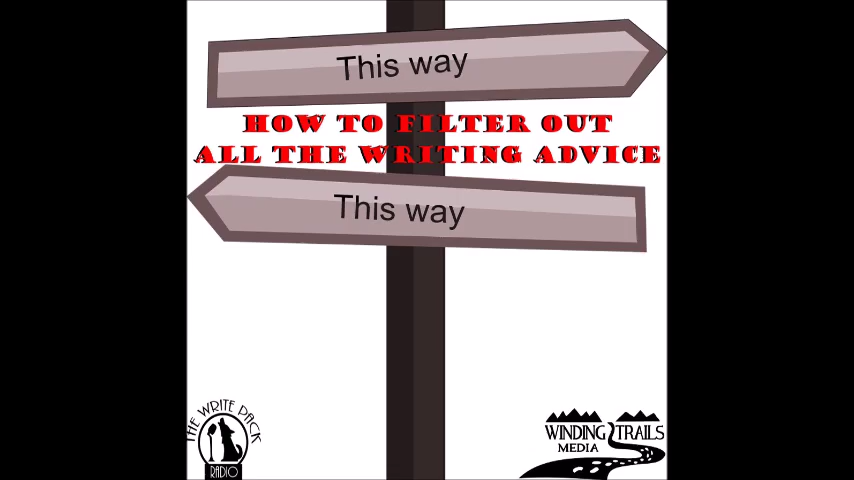 This way
HOW TO FILTER OUT
ALL THE WRITING ADVICE
This way
THE WRITE PACK
RADIO
WINDING TRAILS
MEDIA